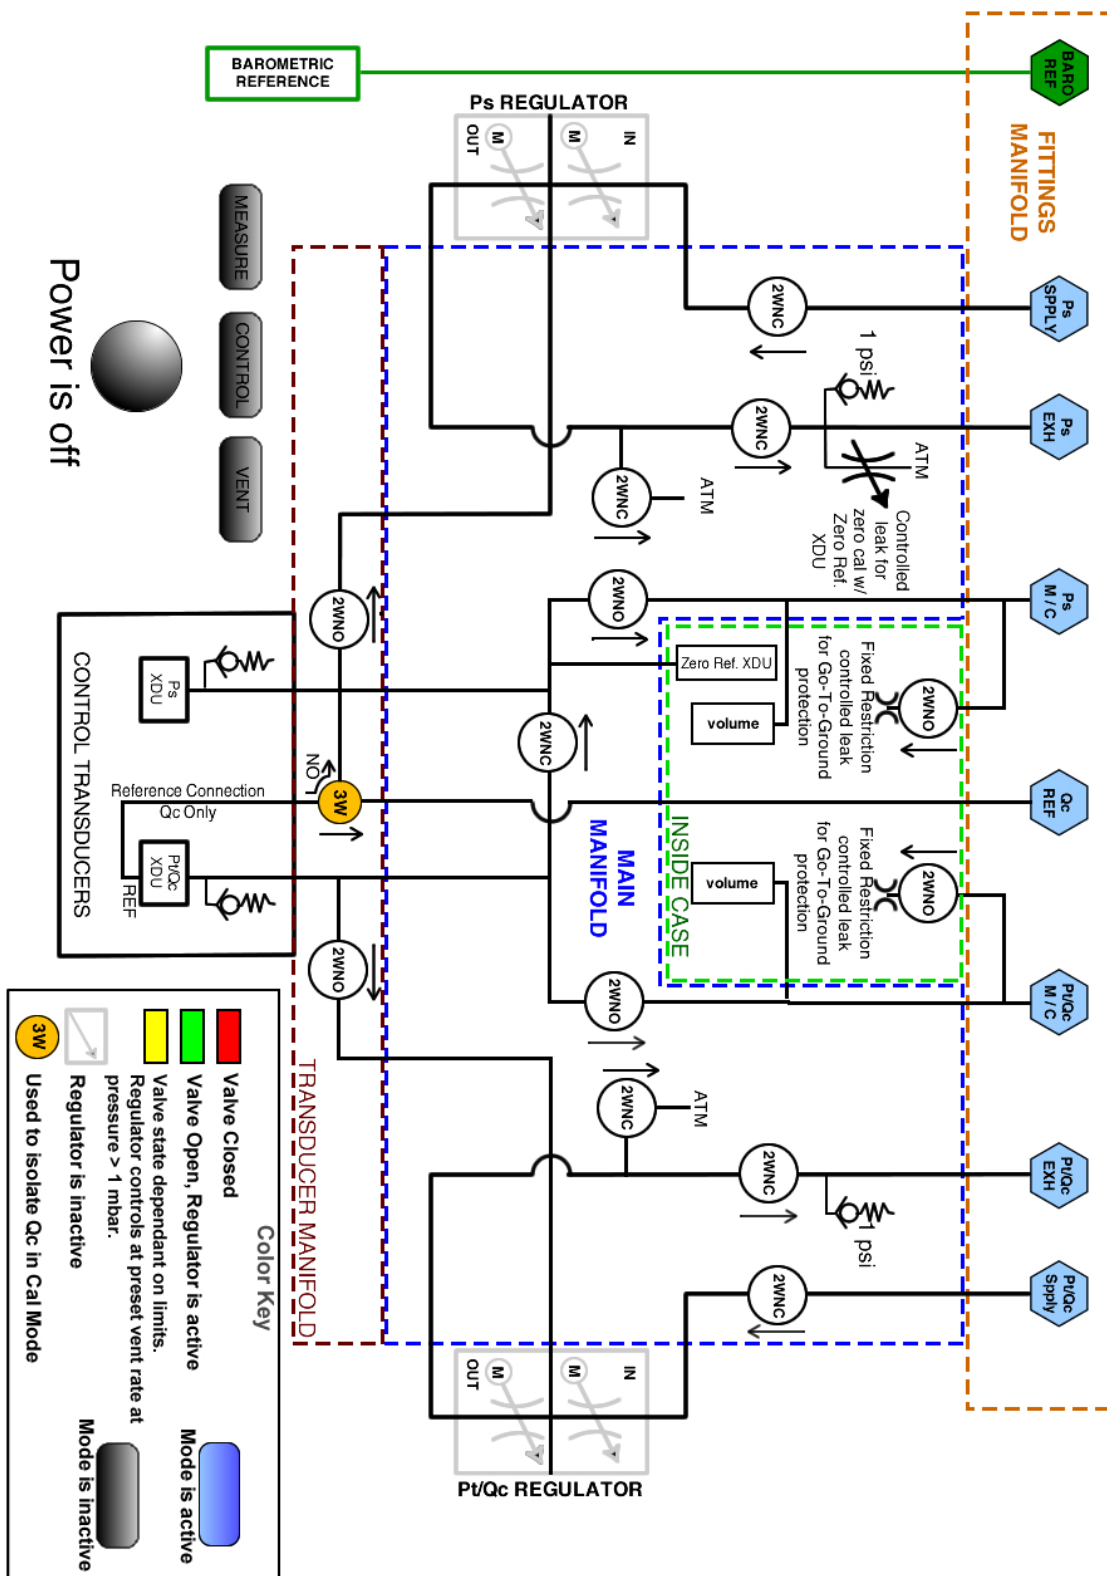 BARO
REF
FITTINGS
MANIFOLD
BAROMETRIC
REFERENCE
Ps REGULATOR
IN
OUT
M
M
Ps
SPPLY
2WNC
1 psi
Ps
EXH
2WNC
2WNC
ATM
ATM
Controlled
leak for
zero cal w/
Zero Ref.
XDU
Ps
M / C
2WNO
2WNO
Zero Ref. XDU
volume
Fixed Restriction
controlled leak
for Go-To-Ground
protection
2WNO
2WNC
Qc
REF
INSIDE CASE
MAIN
MANIFOLD
Fixed Restriction
controlled leak
for Go-To-Ground
protection
2WNO
volume
Pt/Qc
M / C
2WNO
2WNO
ATM
2WNC
Pt/Qc
EXH
2WNC
1 psi
Pt/Qc
Spply
2WNC
IN
OUT
M
M
Pt/Qc REGULATOR
TRANSDUCER MANIFOLD
MEASURE
CONTROL
VENT
Power is off
CONTROL TRANSDUCERS
Ps
XDU
NO
3W
Reference Connection
Qc Only
Pt/Qc
XDU
REF
Color Key
Valve Closed
Valve Open, Regulator is active
Valve state dependant on limits.
Regulator controls at preset vent rate at
pressure > 1 mbar.
Regulator is inactive
3W
Used to isolate Qc in Cal Mode
Mode is active
Mode is inactive